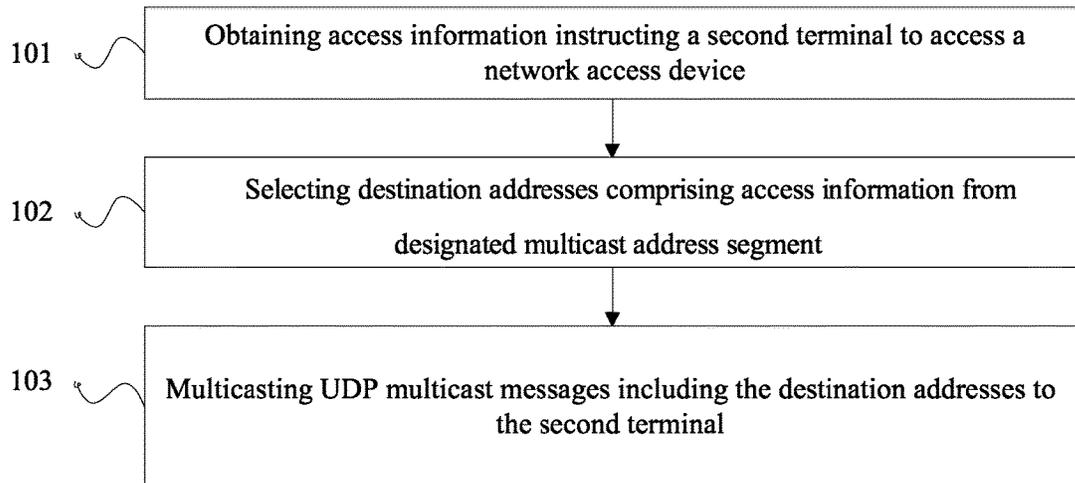 101
Obtaining access information instructing a second terminal to access a
network access device
102
Selecting destination addresses comprising access information from
designated multicast address segment
103
Multicasting UDP multicast messages including the destination addresses to
the second terminal